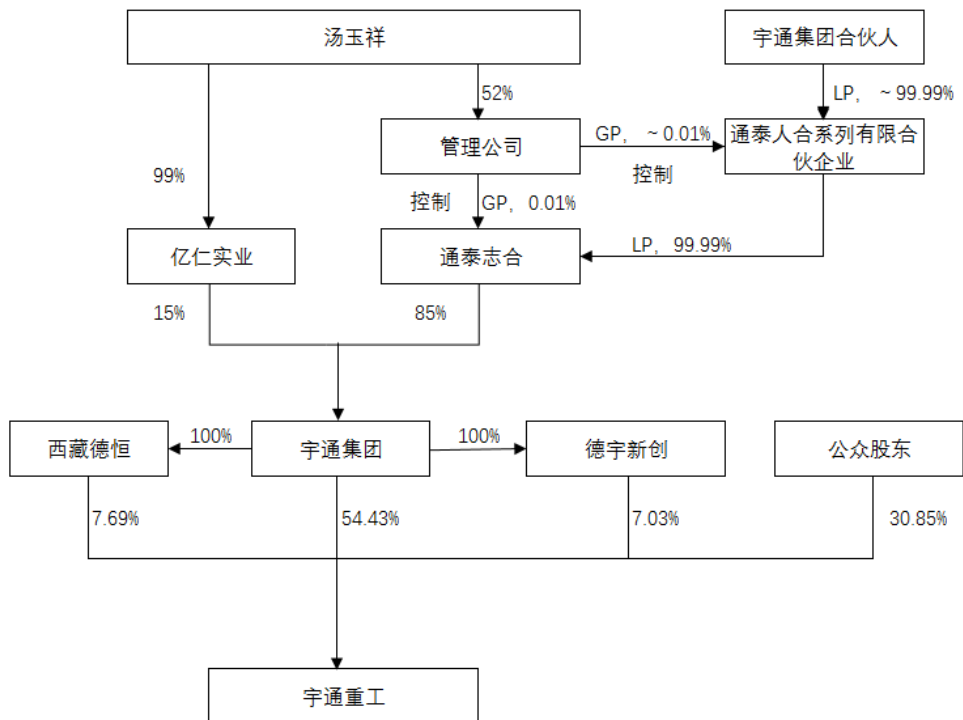 汤玉祥
宇通集团合伙人
52%
LP， ~ 99.99%
管理公司
GP， ~ 0.01%
通泰人合系列有限合
伙企业
99%
控制
控制
GP， 0.01%
亿仁实业
通泰志合
LP， 99.99%
15%
85%
西藏德恒
100%
宇通集团
100%
德宇新创
公众股东
7.69%
54.43%
7.03%
30.85%
宇通重工